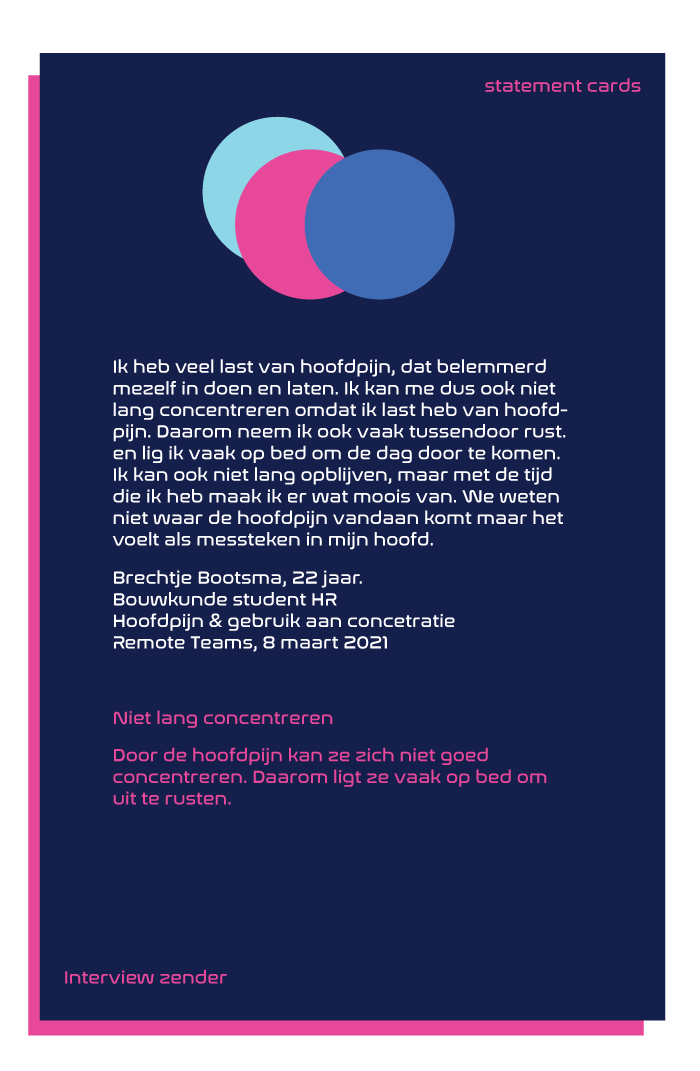 statement cards
Ik heb veel last van hoofdpijn, dat belemmerd
mezelf in doen en laten. Ik kan me dus ook niet
lang concentreren omdat ik last heb van hoofd-
pijn. Daarom neem ik ook vaak tussendoor rust.
en lig ik vaak op bed om de dag door te komen.
Ik kan ook niet lang opblijven, maar met de tijd
die ik heb maak ik er wat moois van. We weten
niet waar de hoofdpijn vandaan komt maar het
voelt als messteken in mijn hoofd.
Brechtje Bootsma, 22 jaar.
Bouwkunde student HR
Hoofdpijn & gebruik aan concetratie
Remote Teams, 8 maart 2021
Niet lang concentreren
Door de hoofdpijn kan ze zich niet goed
concentreren. Daarom ligt ze vaak op bed om
uit te rusten.
Interview zender